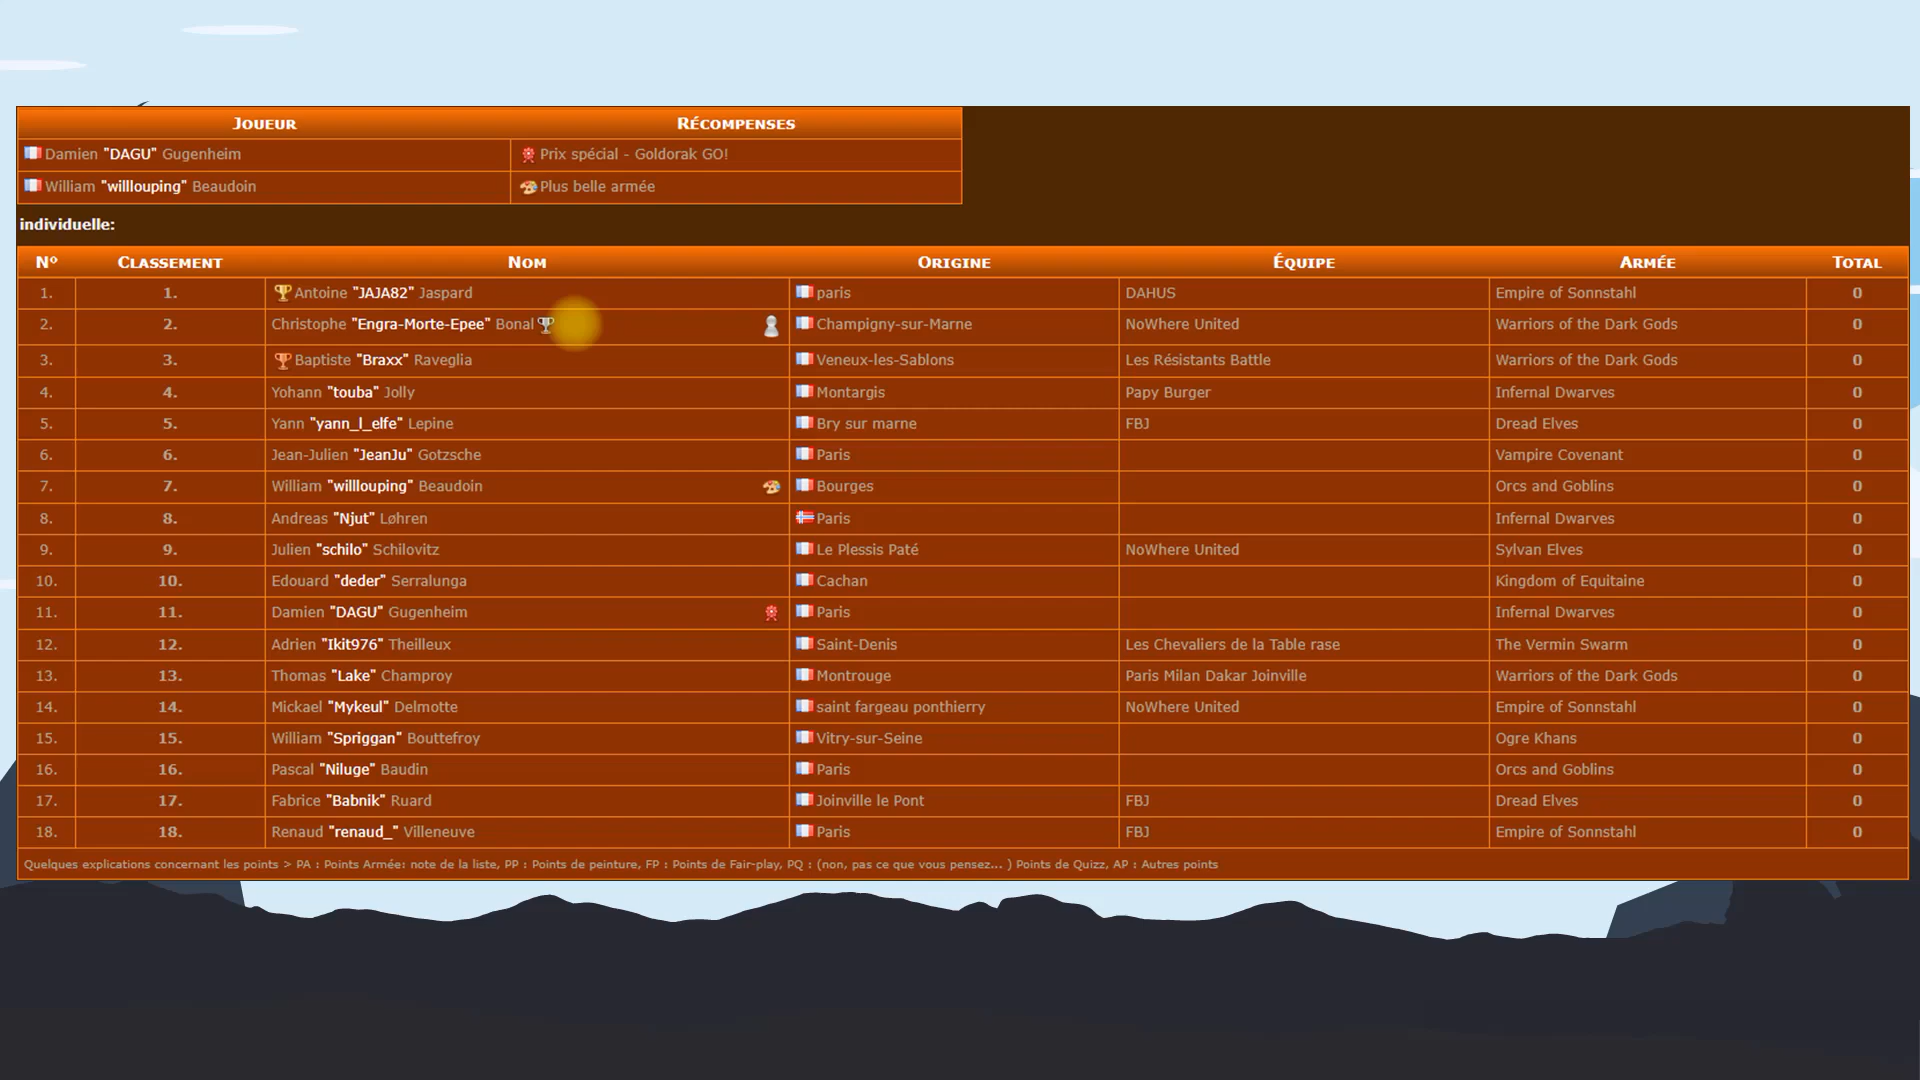 Joueur Récompenses
Damien "DAGU" Gugenheim Prix spécial - Goldorak GO!
William "willlouping" Beaudoin Plus belle armée
individuelle:
N° Classement Nom Origine Équipe Armée Total
1. 1. Antoine "JAJA82" Jaspard paris DAHUS Empire of Sonnstahl 0
2. 2. Christophe "Engra-Morte-Epee" Bonal Champigny-sur-Marne NoWhere United Warriors of the Dark Gods 0
3. 3. Baptiste "Braxx" Raveglia Veneux-les-Sablons Les Résistants Battle Warriors of the Dark Gods 0
4. 4. Yohann "touba" Jolly Montargis Papy Burger Infernal Dwarves 0
5. 5. Yann "yann_l_elfe" Lepine Bry sur marne FBJ Dread Elves 0
6. 6. Jean-Julien "JeanJu" Gotzsche Paris Vampire Covenant 0
7. 7. William "willlouping" Beaudoin Bourges Orcs and Goblins 0
8. 8. Andreas "Njut" Løhren Paris Infernal Dwarves 0
9. 9. Julien "schilo" Schilovitz Le Plessis Paté NoWhere United Sylvan Elves 0
10. 10. Edouard "deder" Serralunga Cachan Kingdom of Equitaine 0
11. 11. Damien "DAGU" Gugenheim Paris Infernal Dwarves 0
12. 12. Adrien "Ikit976" Theilleux Saint-Denis Les Chevaliers de la Table rase The Vermin Swarm 0
13. 13. Thomas "Lake" Champroy Montrouge Paris Milan Dakar Joinville Warriors of the Dark Gods 0
14. 14. Mickael "Mykeul" Delmotte saint fargeau ponthierry NoWhere United Empire of Sonnstahl 0
15. 15. William "Spriggan" Bouttefroy Vitry-sur-Seine Ogre Khans 0
16. 16. Pascal "Niluge" Baudin Paris Orcs and Goblins 0
17. 17. Fabrice "Babnik" Ruard Joinville le Pont FBJ Dread Elves 0
18. 18. Renaud "renaud_" Villeneuve Paris FBJ Empire of Sonnstahl 0
Quelques explications concernant les points > PA : Points Armée: note de la liste, PP : Points de peinture, FP : Points de Fair-play, PQ : (non, pas ce que vous pensez... ) Points de Quizz, AP : Autres points